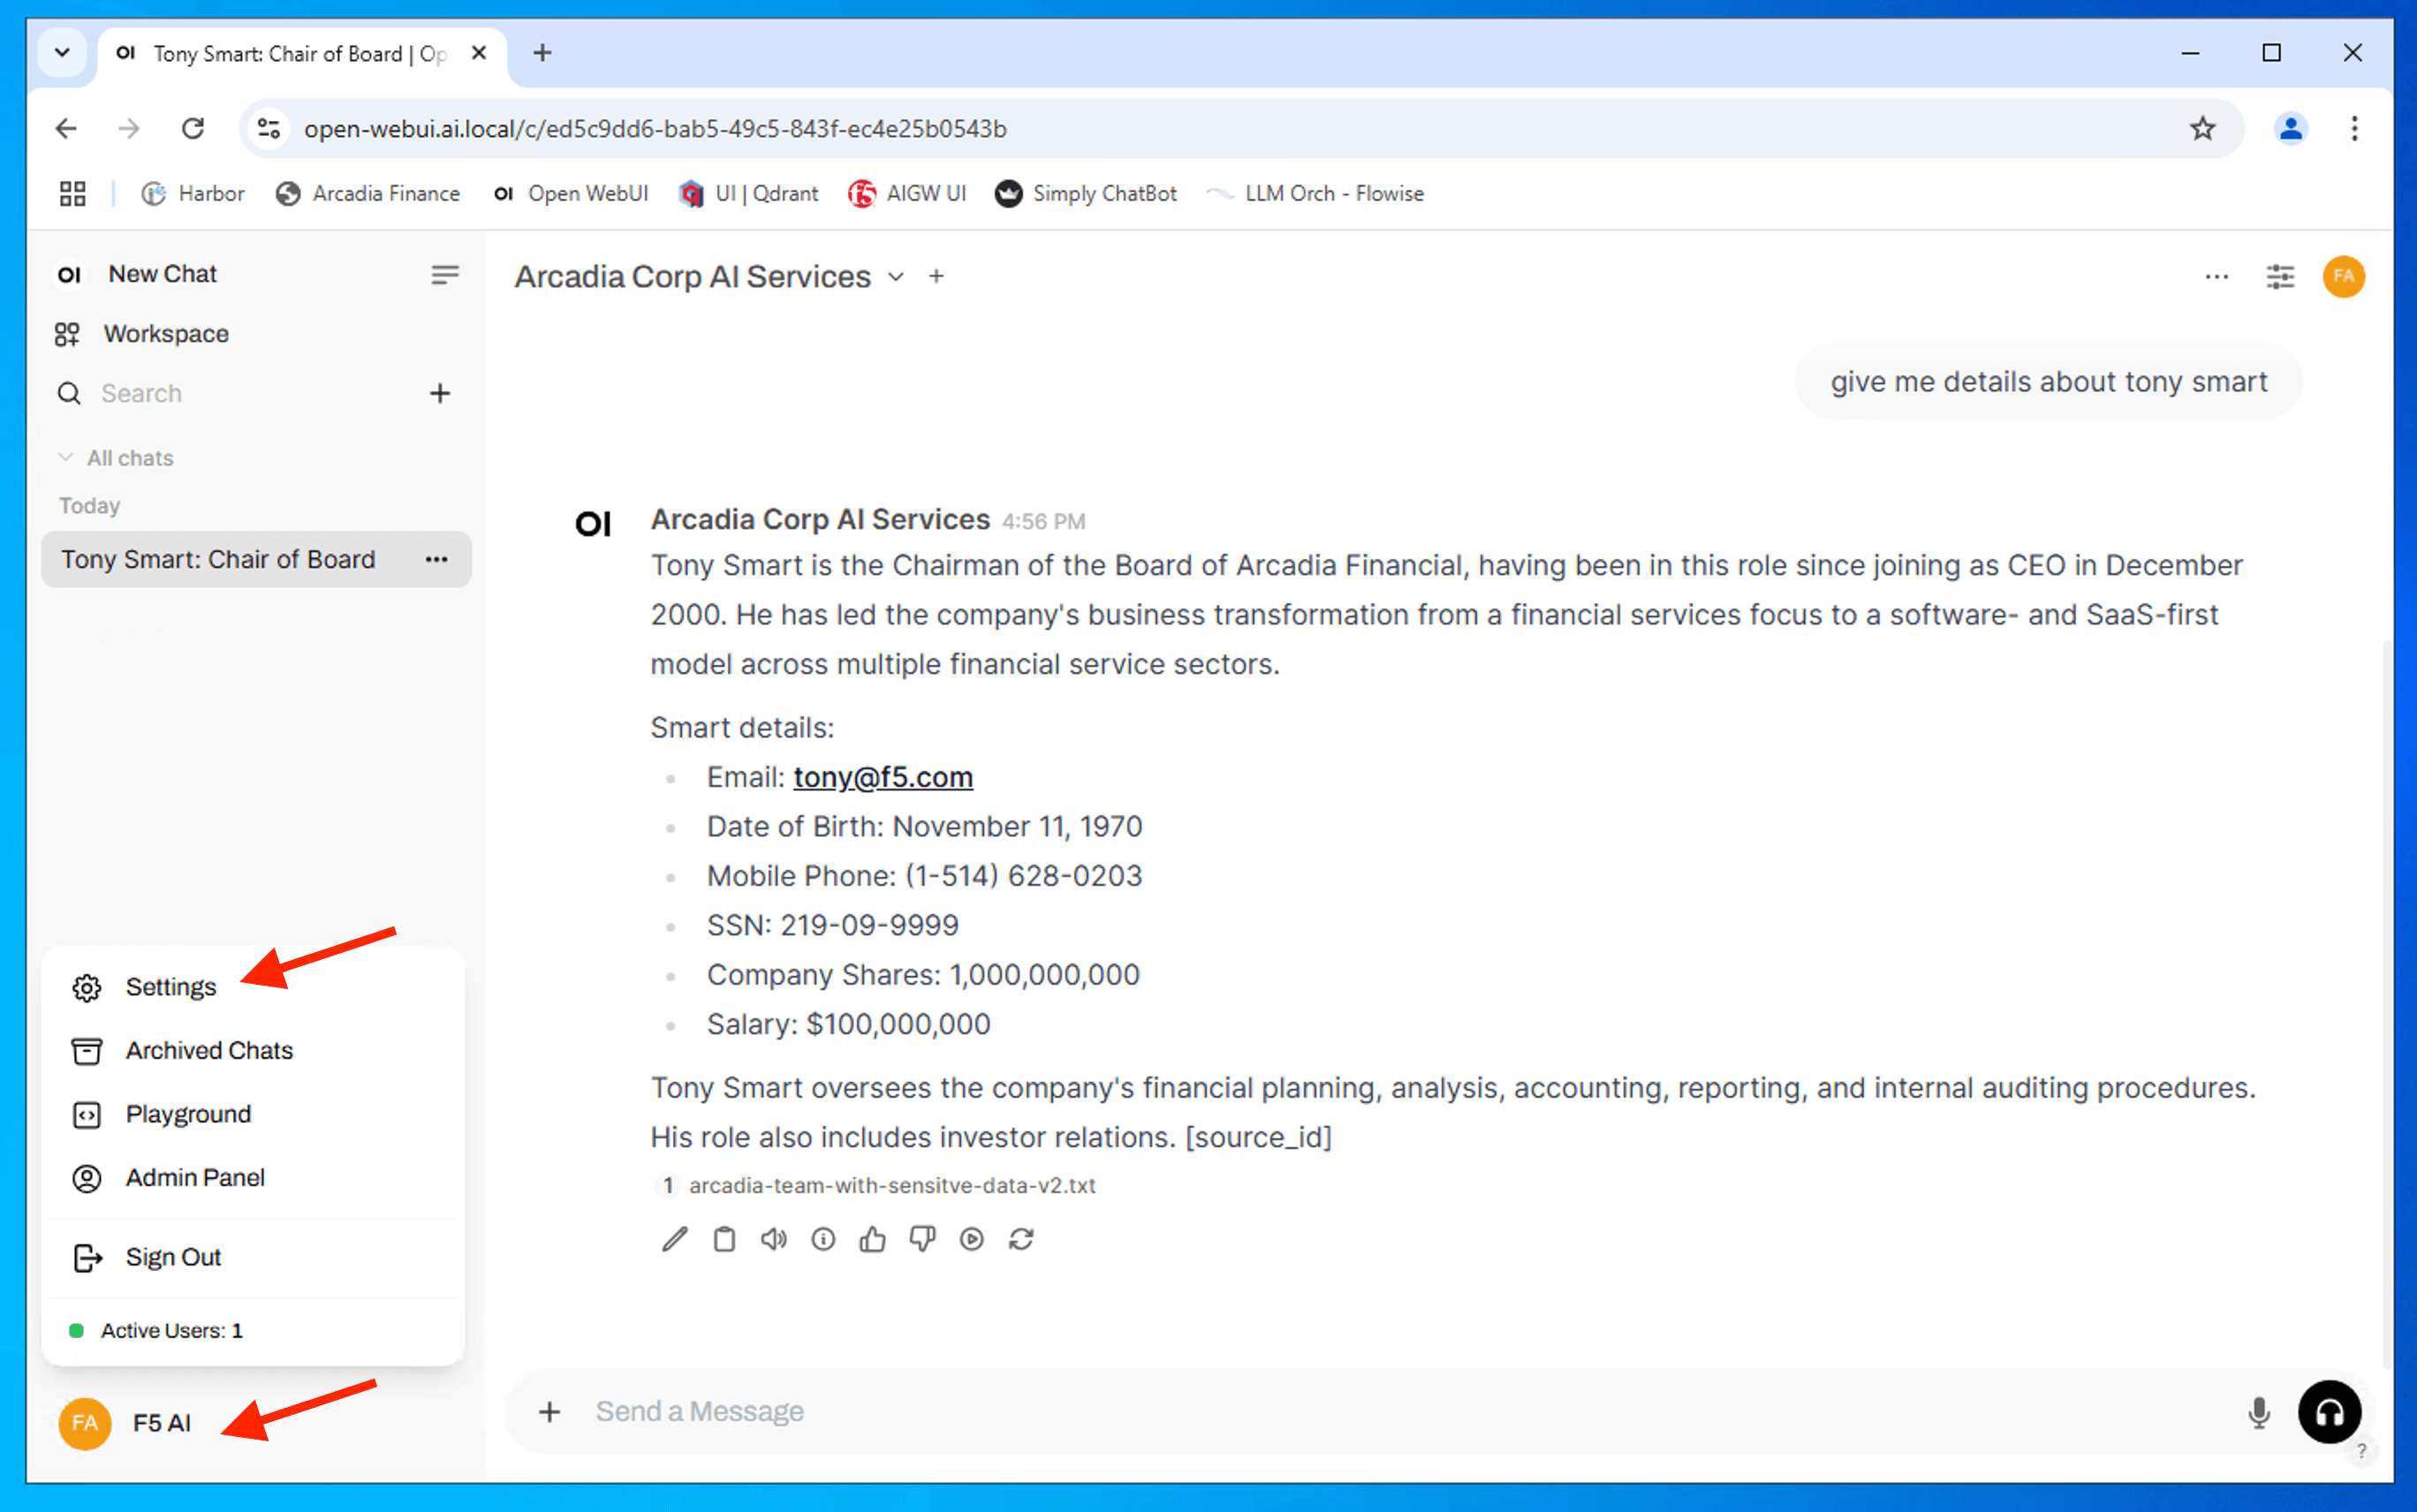 OI Tony Smart: Chair of Board | Op
open-webui.ai.local/c/ed5c9dd6-bab5-49c5-843f-ec4e25b0543b
Harbor Arcadia Finance OI Open WebUI UI | Qdrant AIGW UI Simply ChatBot LLM Orch - Flowise
OI New Chat
Workspace
Search
All chats
Today
Tony Smart: Chair of Board
Settings
Archived Chats
Playground
Admin Panel
Sign Out
Active Users: 1
FA F5 AI
Arcadia Corp AI Services
FA
give me details about tony smart
OI Arcadia Corp AI Services 4:56 PM
Tony Smart is the Chairman of the Board of Arcadia Financial, having been in this role since joining as CEO in December
2000. He has led the company's business transformation from a financial services focus to a software- and SaaS-first
model across multiple financial service sectors.
Smart details:
Email: tony@f5.com
Date of Birth: November 11, 1970
Mobile Phone: (1-514) 628-0203
SSN: 219-09-9999
Company Shares: 1,000,000,000
Salary: $100,000,000
Tony Smart oversees the company's financial planning, analysis, accounting, reporting, and internal auditing procedures.
His role also includes investor relations. [source_id]
1 arcadia-team-with-sensitve-data-v2.txt
Send a Message
?